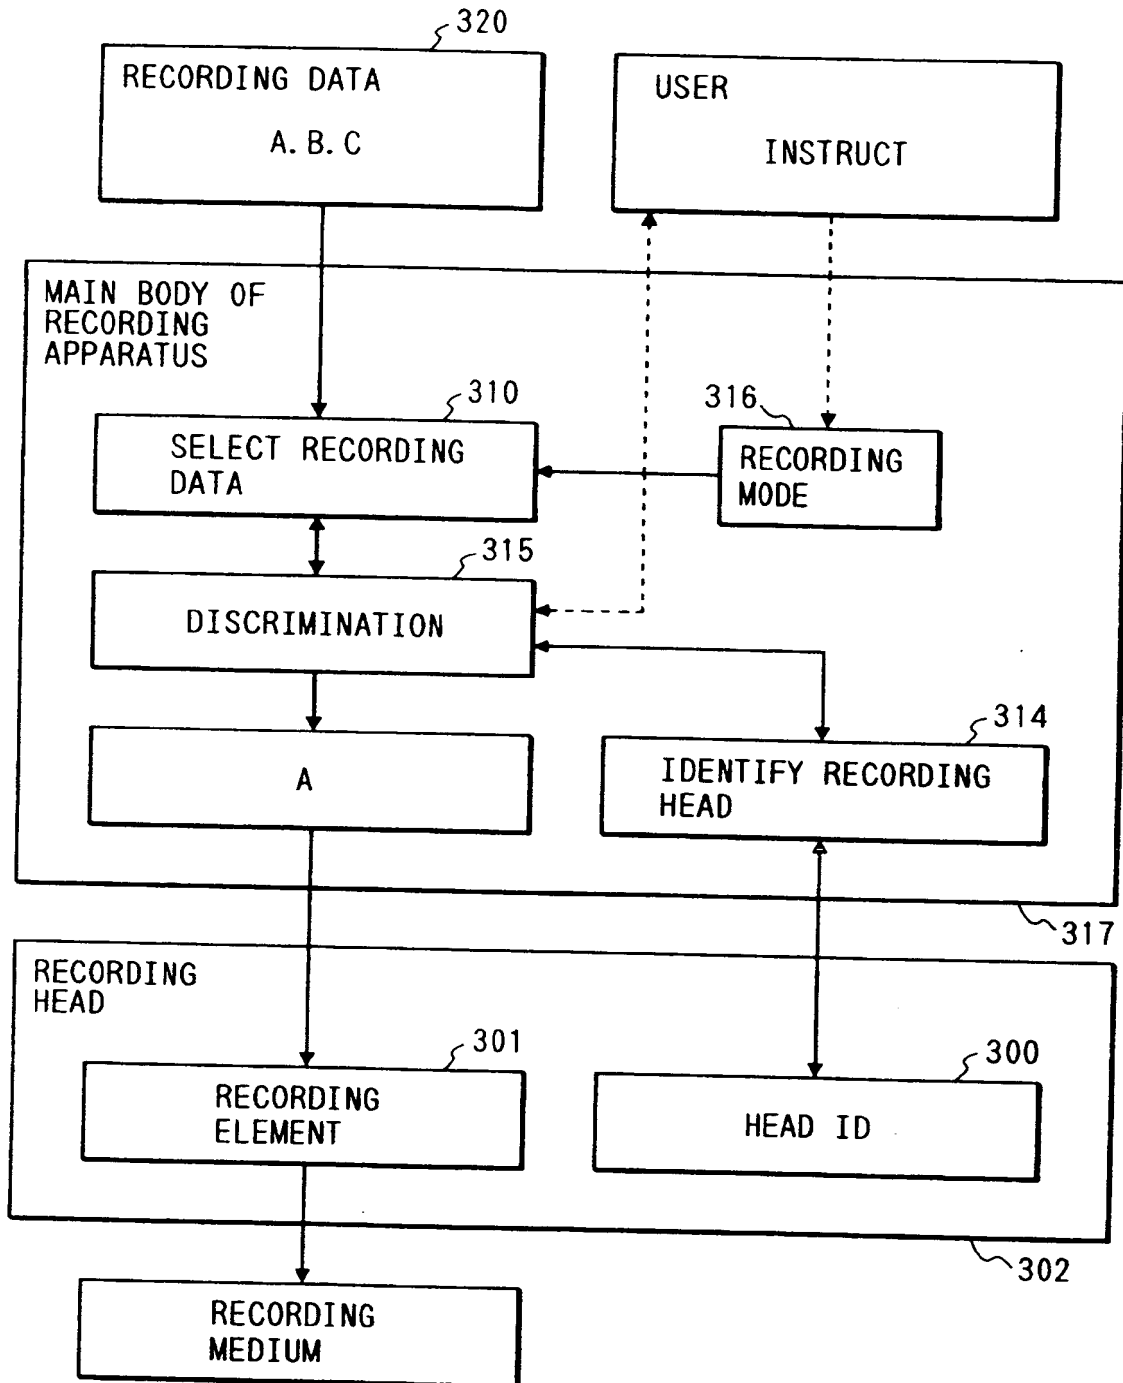 320
RECORDING DATA
A.B.C
USER
INSTRUCT
MAIN BODY OF
RECORDING
APPARATUS
310
SELECT RECORDING
DATA
316
RECORDING
MODE
315
DISCRIMINATION
A
314
IDENTIFY RECORDING
HEAD
317
RECORDING
HEAD
301
RECORDING
ELEMENT
300
HEAD ID
302
RECORDING
MEDIUM